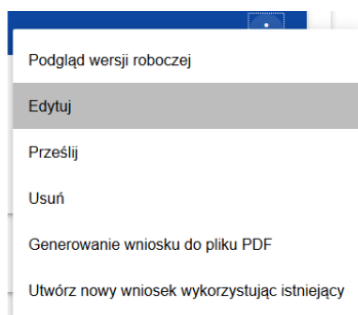 Podgląd wersji roboczej
Edytuj
Prześlij
Usuń
Generowanie wniosku do pliku PDF
Utwórz nowy wniosek wykorzystując istniejący